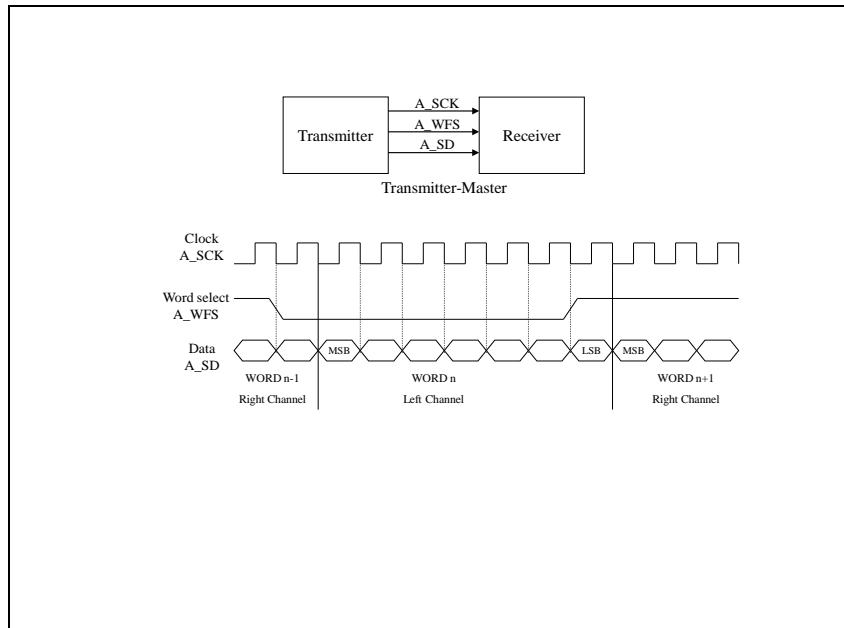 A_SCK
Transmitter
A_WFS
Receiver
A_SD
Transmitter-Master
Clock
A_SCK
Word select
A_WFS
Data
A_SD
MSB
LSB
MSB
WORD n-1
WORD n
WORD n+1
Right Channel
Left Channel
Right Channel